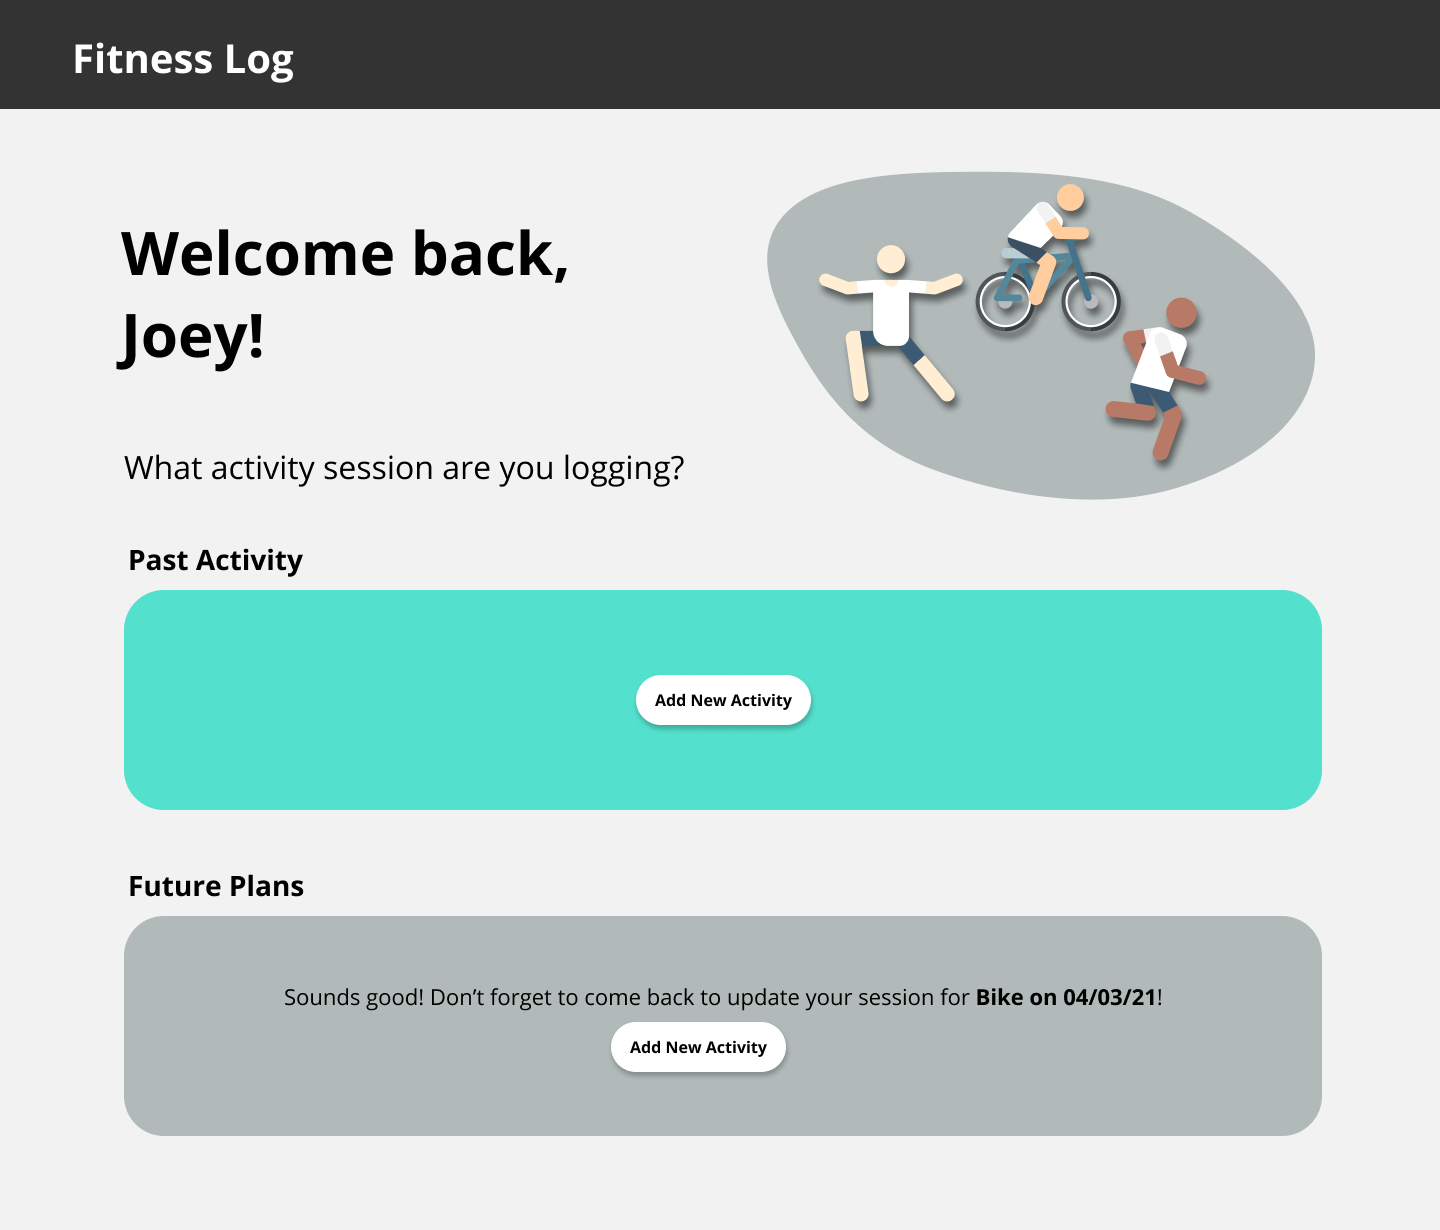 Fitness Log
Welcome back,
Joey!
What activity session are you logging?
Past Activity
Add New Activity
Future Plans
Sounds good! Don’t forget to come back to update your session for Bike on 04/03/21!
Add New Activity